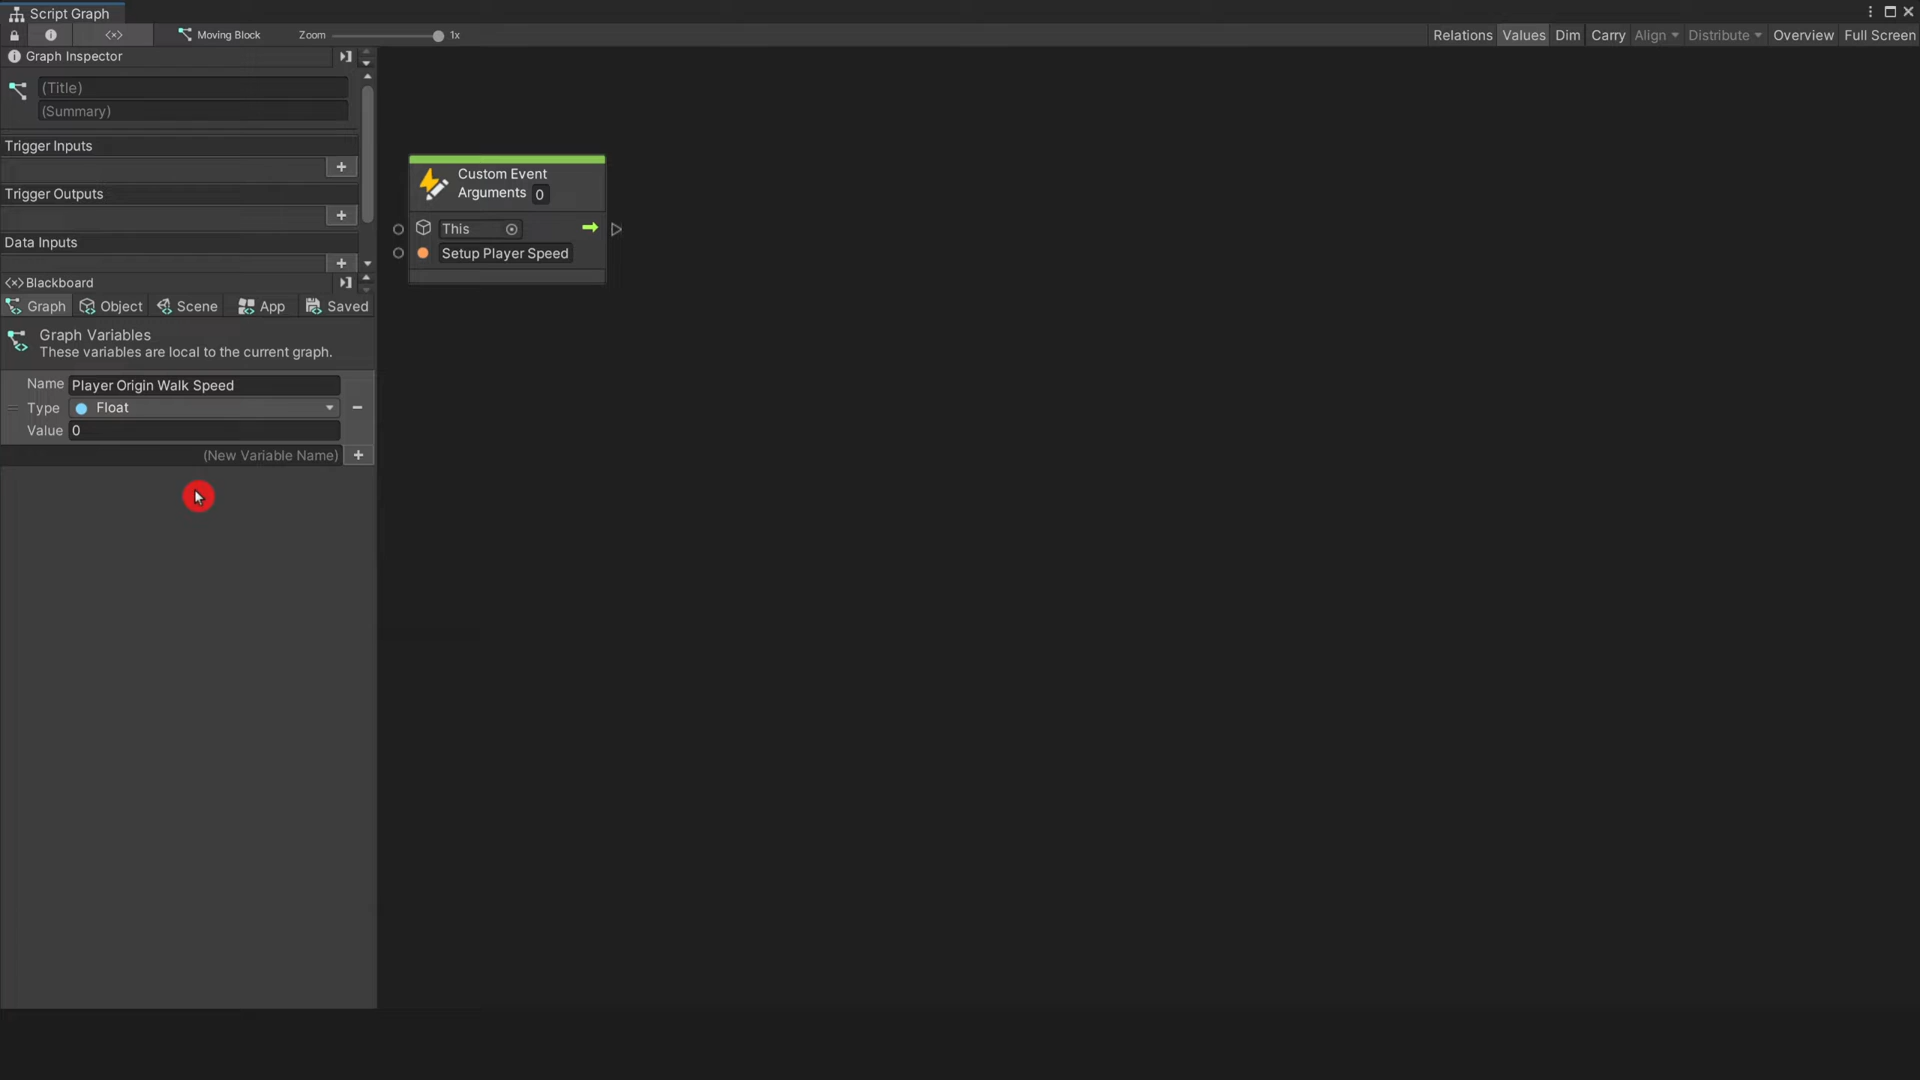 Script Graph
<×> Moving Block Zoom 1x Relations Values Dim Carry Align Distribute Overview Full Screen
Graph Inspector
(Title)
(Summary)
Trigger Inputs
+
Trigger Outputs
+
Data Inputs
+
<×> Blackboard
Graph Object Scene App Saved
Graph Variables
These variables are local to the current graph.
Name Player Origin Walk Speed
Type Float
Value 0
(New Variable Name) +
Custom Event
Arguments 0
This
Setup Player Speed